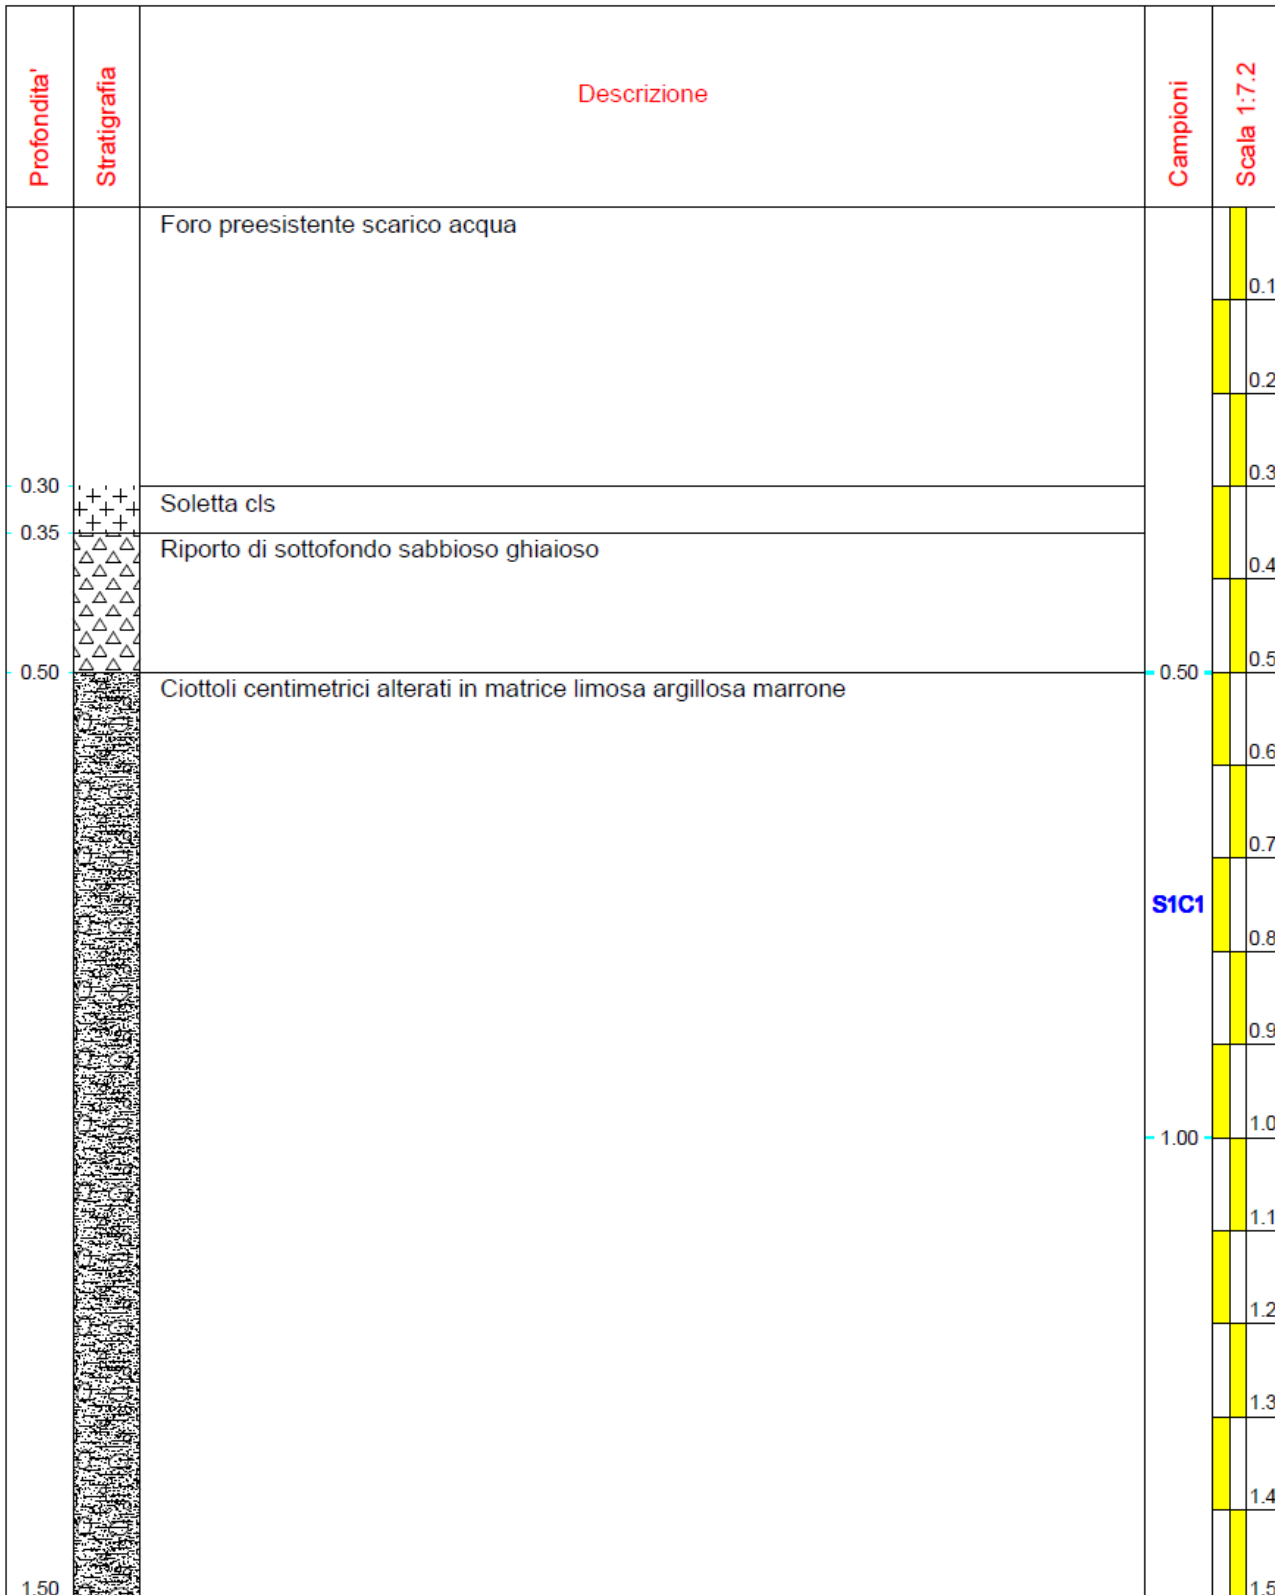 Profondita'
Stratigrafia
Descrizione
Campioni
Scala 1:7.2
Foro preesistente scarico acqua
0.1
0.2
0.3
0.30
Soletta cls
0.35
Riporto di sottofondo sabbioso ghiaioso
0.4
0.5
0.50
0.50
Ciottoli centimetrici alterati in matrice limosa argillosa marrone
0.6
0.7
S1C1
0.8
0.9
1.0
1.00
1.1
1.2
1.3
1.4
1.50
1.5